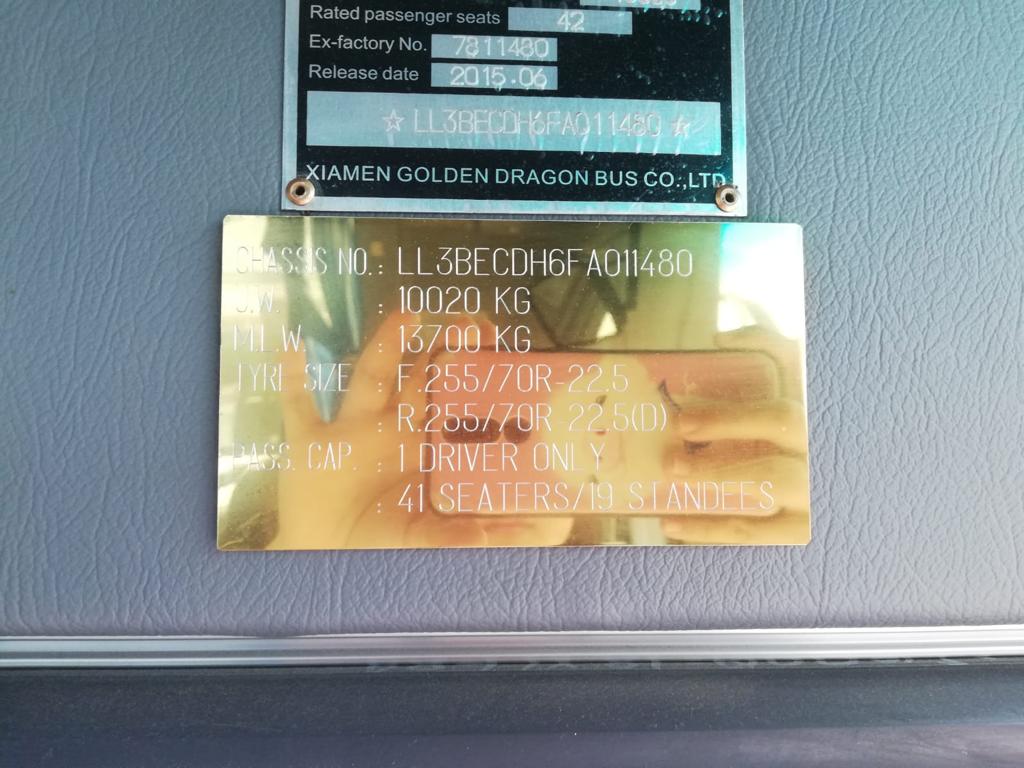 Rated passenger seats 42
Ex-factory No. 7811480
Release date 2015.06
☆ LL3BECDH6FA011480 ☆
XIAMEN GOLDEN DRAGON BUS CO.,LTD.
CHASSIS NO.: LL3BECDH6FA011480
U.W. : 10020 KG
M.L.W. : 13700 KG
TYRE SIZE : F.255/70R-22.5
: R.255/70R-22.5(D)
PASS. CAP. : 1 DRIVER ONLY
: 41 SEATERS/19 STANDEES